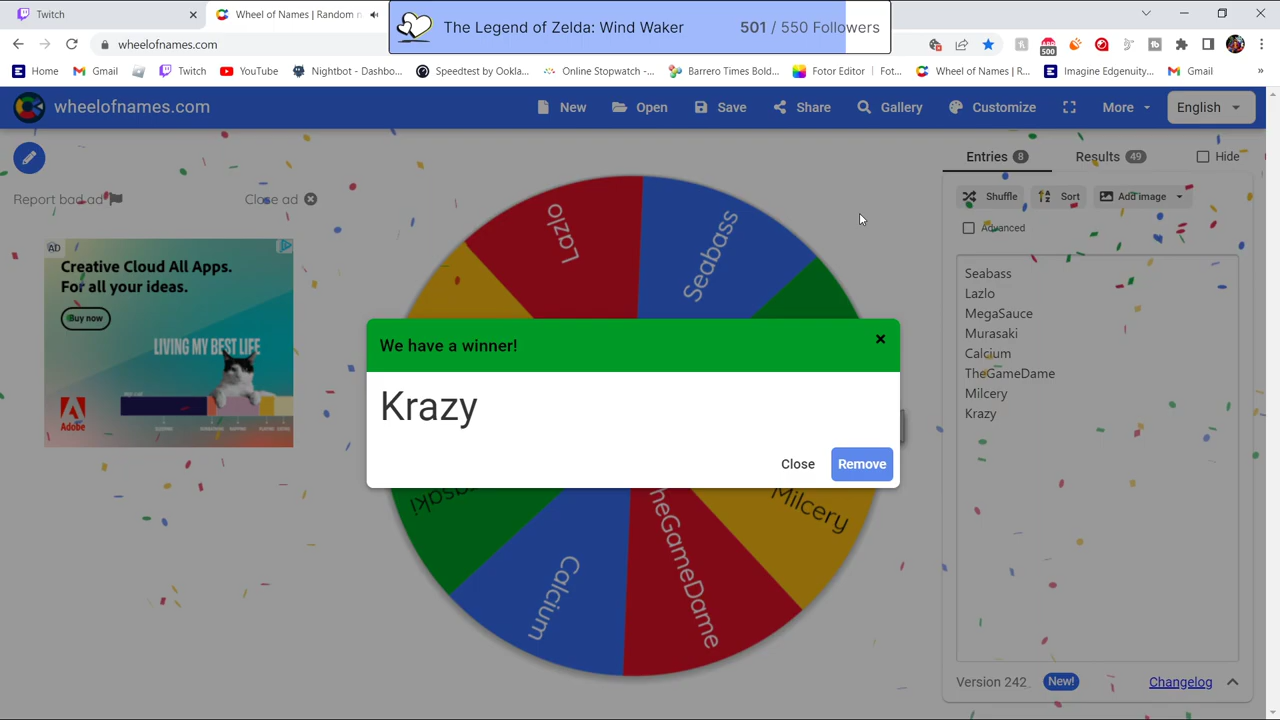 Twitch
Wheel of Names | Random n
The Legend of Zelda: Wind Waker
501 / 550 Followers
wheelofnames.com
500
Home
Gmail
Twitch
YouTube
Nightbot - Dashbo...
Speedtest by Ookla...
Online Stopwatch -...
Barrero Times Bold...
Fotor Editor
Fot...
Wheel of Names | R...
Imagine Edgenuity...
Gmail
»
wheelofnames.com
New
Open
Save
Share
Gallery
Customize
More
English
Entries 8
Results 49
Hide
Report bad ad
Close ad
Shuffle
Sort
Add image
Advanced
AD
Creative Cloud All Apps.
For all your ideas.
Buy now
LIVING MY BEST LIFE
Adobe
Lazlo
Seabass
Milcery
heGameDame
Calcium
asaki
We have a winner!
Krazy
Close
Remove
Seabass
Lazlo
MegaSauce
Murasaki
Calcium
TheGameDame
Milcery
Krazy
Version 242
New!
Changelog